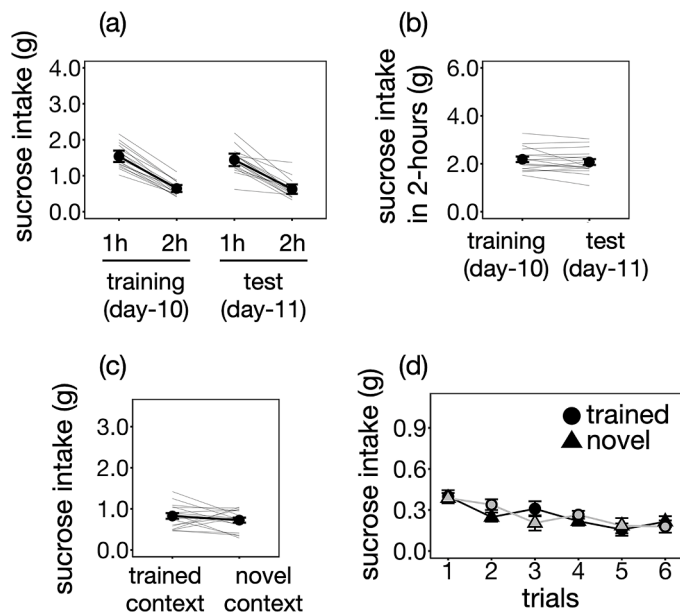 (a)
sucrose intake (g)
4.0
3.0
2.0
1.0
0.0
1h 2h 1h 2h
training test
(day-10) (day-11)
(b)
sucrose intake
in 2-hours (g)
6.0
4.0
2.0
0.0
training test
(day-10) (day-11)
(c)
sucrose intake (g)
3.0
2.0
1.0
0.0
trained novel
context context
(d)
sucrose intake (g)
0.9
0.6
0.3
0.0
trained
novel
1 2 3 4 5 6
trials